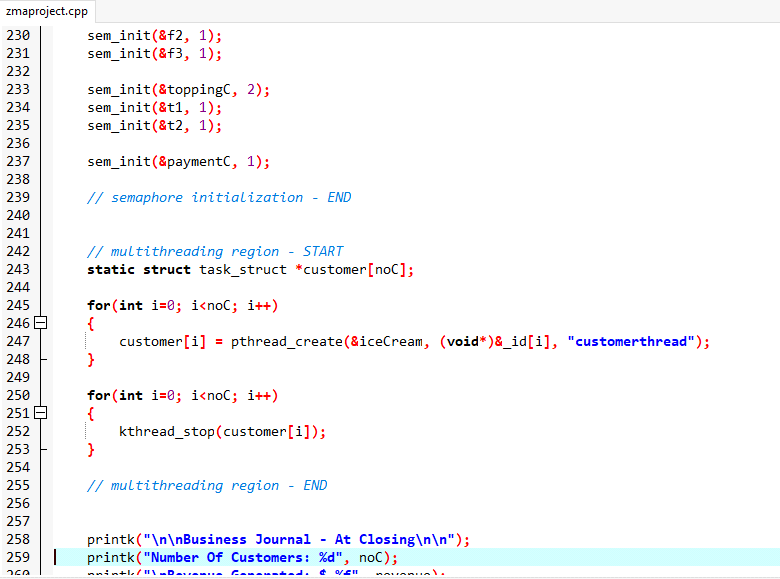 zmaproject.cpp
230 sem_init(&f2, 1);
231 sem_init(&f3, 1);
232
233 sem_init(&toppingC, 2);
234 sem_init(&t1, 1);
235 sem_init(&t2, 1);
236
237 sem_init(&paymentC, 1);
238
239 // semaphore initialization - END
240
241
242 // multithreading region - START
243 static struct task_struct *customer[noC];
244
245 for(int i=0; i<noC; i++)
246 {
247 customer[i] = pthread_create(&iceCream, (void*)&_id[i], "customerthread");
248 }
249
250 for(int i=0; i<noC; i++)
251 {
252 kthread_stop(customer[i]);
253 }
254
255 // multithreading region - END
256
257
258 printk("\n\nBusiness Journal - At Closing\n\n");
259 printk("Number Of Customers: %d", noC);
260 printk("\nRevenue Generated: $ %f", revenue);